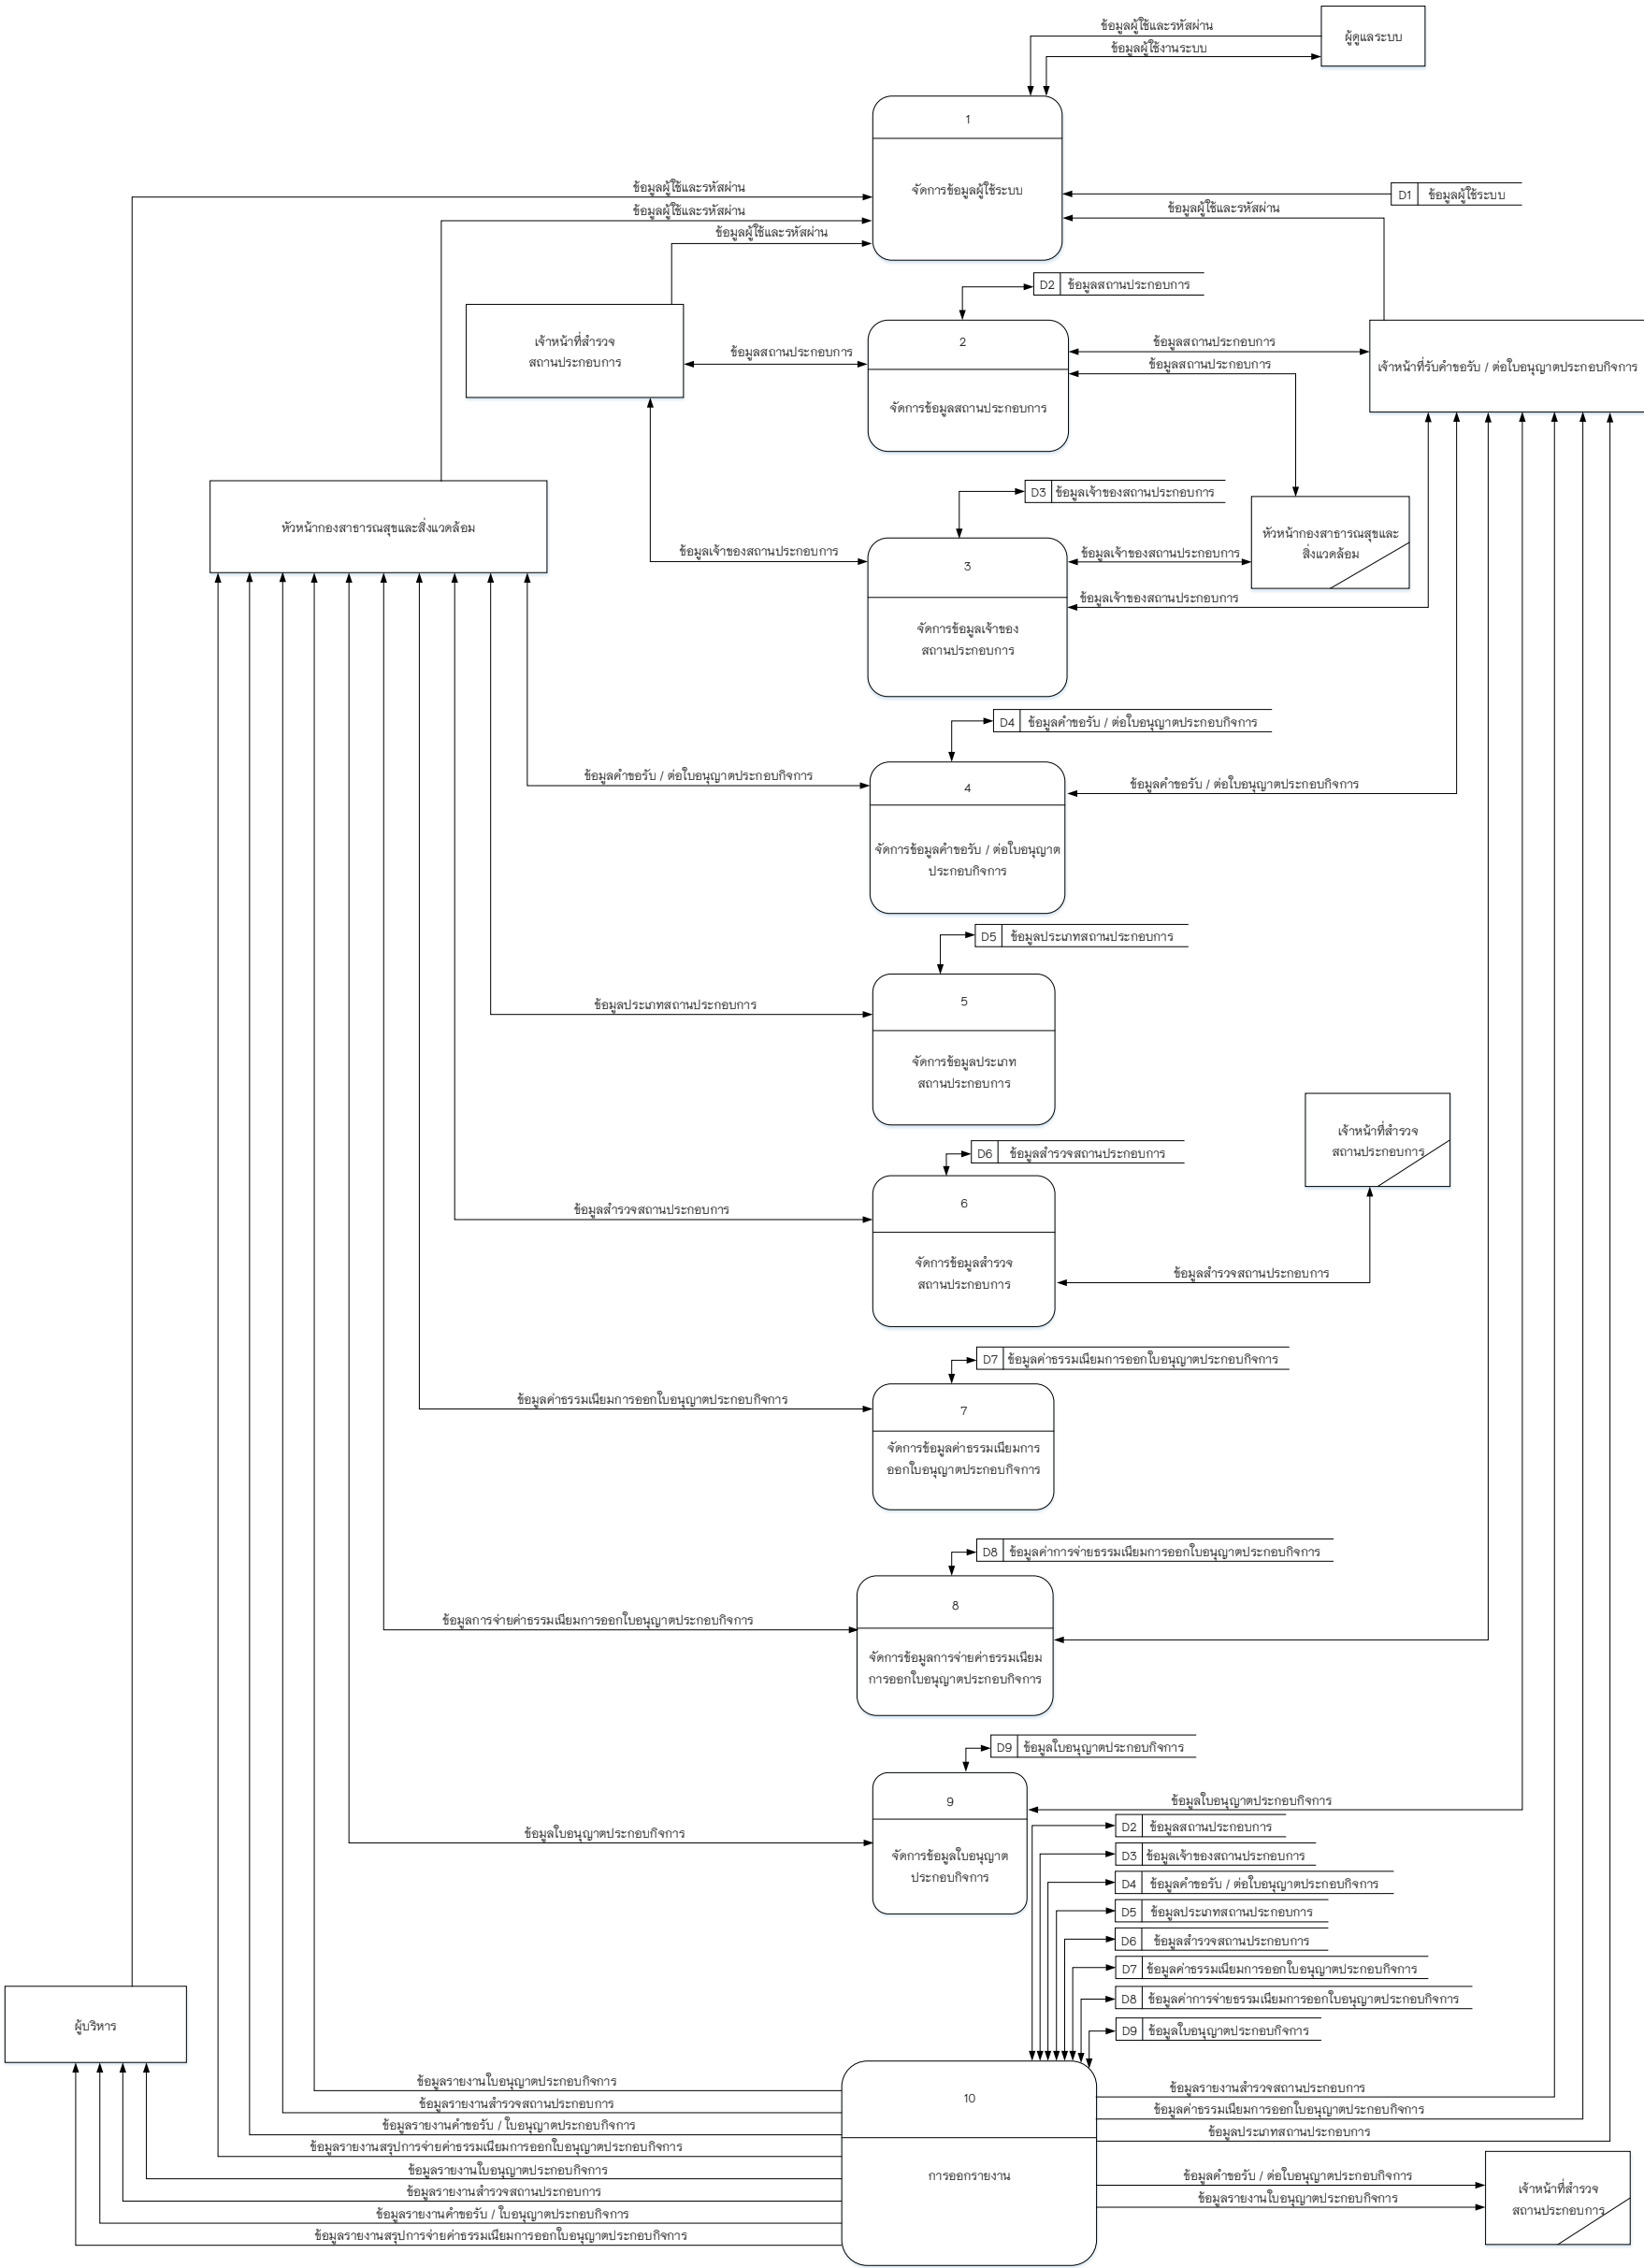 ข้อมูลผู้ใช้และรหัสผ่าน
ผู้ดูแลระบบ
ข้อมูลผู้ใช้งานระบบ
1
จัดการข้อมูลผู้ใช้ระบบ
ข้อมูลผู้ใช้และรหัสผ่าน
D1 ข้อมูลผู้ใช้ระบบ
ข้อมูลผู้ใช้และรหัสผ่าน
ข้อมูลผู้ใช้และรหัสผ่าน
ข้อมูลผู้ใช้และรหัสผ่าน
D2 ข้อมูลสถานประกอบการ
เจ้าหน้าที่สำรวจ
สถานประกอบการ
ข้อมูลสถานประกอบการ
2
จัดการข้อมูลสถานประกอบการ
ข้อมูลสถานประกอบการ
ข้อมูลสถานประกอบการ
เจ้าหน้าที่รับคำขอรับ / ต่อใบอนุญาตประกอบกิจการ
D3 ข้อมูลเจ้าของสถานประกอบการ
หัวหน้ากองสาธารณสุขและสิ่งแวดล้อม
หัวหน้ากองสาธารณสุขและ
สิ่งแวดล้อม
ข้อมูลเจ้าของสถานประกอบการ
ข้อมูลเจ้าของสถานประกอบการ
3
ข้อมูลเจ้าของสถานประกอบการ
จัดการข้อมูลเจ้าของ
สถานประกอบการ
D4 ข้อมูลคำขอรับ / ต่อใบอนุญาตประกอบกิจการ
ข้อมูลคำขอรับ / ต่อใบอนุญาตประกอบกิจการ
4
ข้อมูลคำขอรับ / ต่อใบอนุญาตประกอบกิจการ
จัดการข้อมูลคำขอรับ / ต่อใบอนุญาต
ประกอบกิจการ
D5 ข้อมูลประเภทสถานประกอบการ
ข้อมูลประเภทสถานประกอบการ
5
จัดการข้อมูลประเภท
สถานประกอบการ
เจ้าหน้าที่สำรวจ
สถานประกอบการ
D6 ข้อมูลสำรวจสถานประกอบการ
ข้อมูลสำรวจสถานประกอบการ
6
จัดการข้อมูลสำรวจ
สถานประกอบการ
ข้อมูลสำรวจสถานประกอบการ
D7 ข้อมูลค่าธรรมเนียมการออกใบอนุญาตประกอบกิจการ
ข้อมูลค่าธรรมเนียมการออกใบอนุญาตประกอบกิจการ
7
จัดการข้อมูลค่าธรรมเนียมการ
ออกใบอนุญาตประกอบกิจการ
D8 ข้อมูลค่าการจ่ายธรรมเนียมการออกใบอนุญาตประกอบกิจการ
8
ข้อมูลการจ่ายค่าธรรมเนียมการออกใบอนุญาตประกอบกิจการ
จัดการข้อมูลการจ่ายค่าธรรมเนียม
การออกใบอนุญาตประกอบกิจการ
D9 ข้อมูลใบอนุญาตประกอบกิจการ
9
ข้อมูลใบอนุญาตประกอบกิจการ
ข้อมูลใบอนุญาตประกอบกิจการ
จัดการข้อมูลใบอนุญาต
ประกอบกิจการ
D2 ข้อมูลสถานประกอบการ
D3 ข้อมูลเจ้าของสถานประกอบการ
D4 ข้อมูลคำขอรับ / ต่อใบอนุญาตประกอบกิจการ
D5 ข้อมูลประเภทสถานประกอบการ
D6 ข้อมูลสำรวจสถานประกอบการ
D7 ข้อมูลค่าธรรมเนียมการออกใบอนุญาตประกอบกิจการ
D8 ข้อมูลค่าการจ่ายธรรมเนียมการออกใบอนุญาตประกอบกิจการ
D9 ข้อมูลใบอนุญาตประกอบกิจการ
ผู้บริหาร
10
การออกรายงาน
ข้อมูลรายงานใบอนุญาตประกอบกิจการ
ข้อมูลรายงานสำรวจสถานประกอบการ
ข้อมูลรายงานคำขอรับ / ใบอนุญาตประกอบกิจการ
ข้อมูลรายงานสรุปการจ่ายค่าธรรมเนียมการออกใบอนุญาตประกอบกิจการ
ข้อมูลรายงานใบอนุญาตประกอบกิจการ
ข้อมูลรายงานสำรวจสถานประกอบการ
ข้อมูลรายงานคำขอรับ / ใบอนุญาตประกอบกิจการ
ข้อมูลรายงานสรุปการจ่ายค่าธรรมเนียมการออกใบอนุญาตประกอบกิจการ
ข้อมูลรายงานสำรวจสถานประกอบการ
ข้อมูลค่าธรรมเนียมการออกใบอนุญาตประกอบกิจการ
ข้อมูลประเภทสถานประกอบการ
ข้อมูลคำขอรับ / ต่อใบอนุญาตประกอบกิจการ
ข้อมูลรายงานใบอนุญาตประกอบกิจการ
เจ้าหน้าที่สำรวจ
สถานประกอบการ